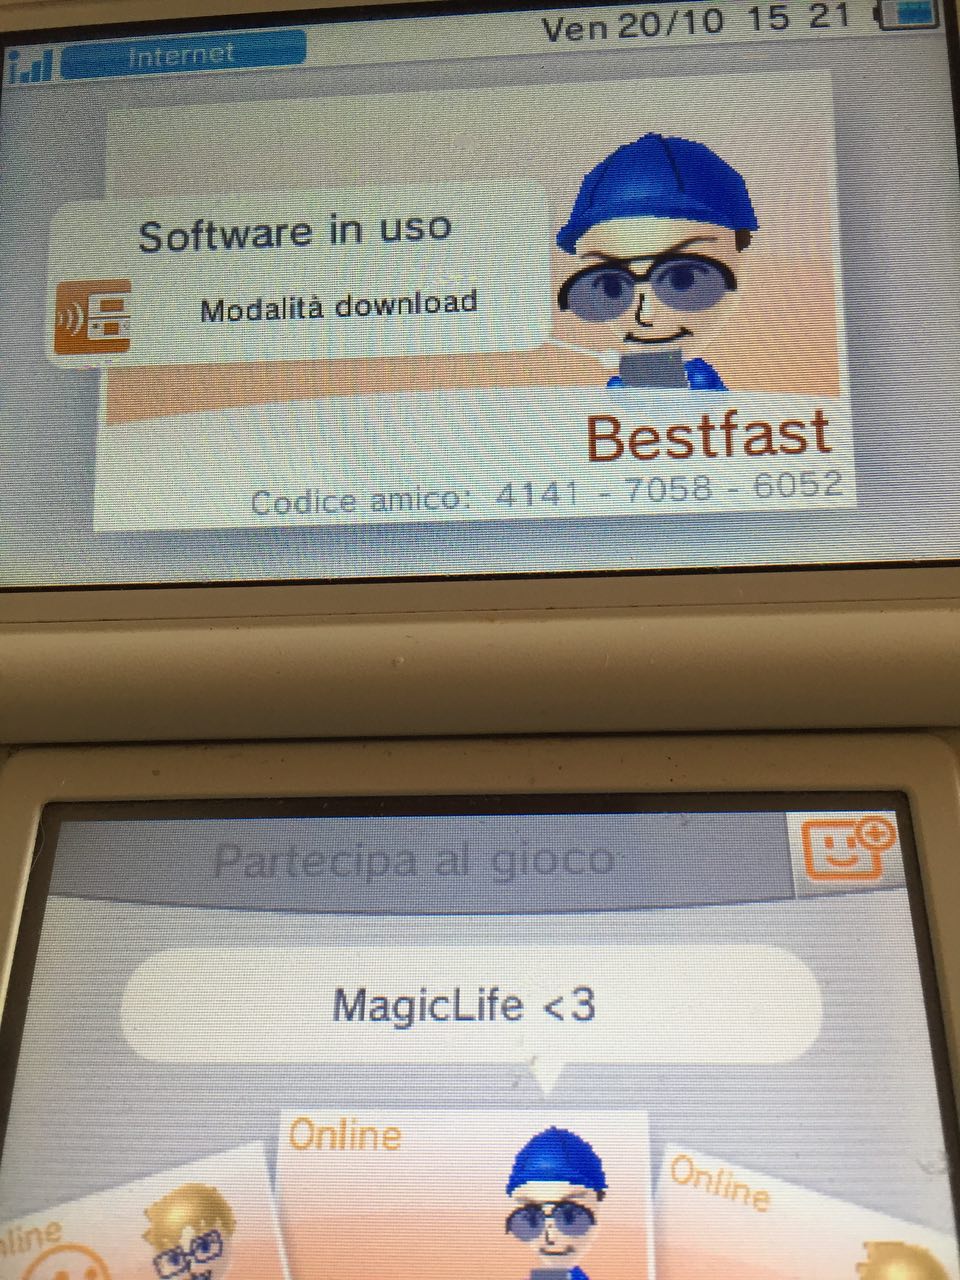 Internet
Ven 20/10 15 21
Software in uso
Modalità download
Bestfast
Codice amico: 4141 - 7058 - 6052
Partecipa al gioco
MagicLife <3
Online
Online